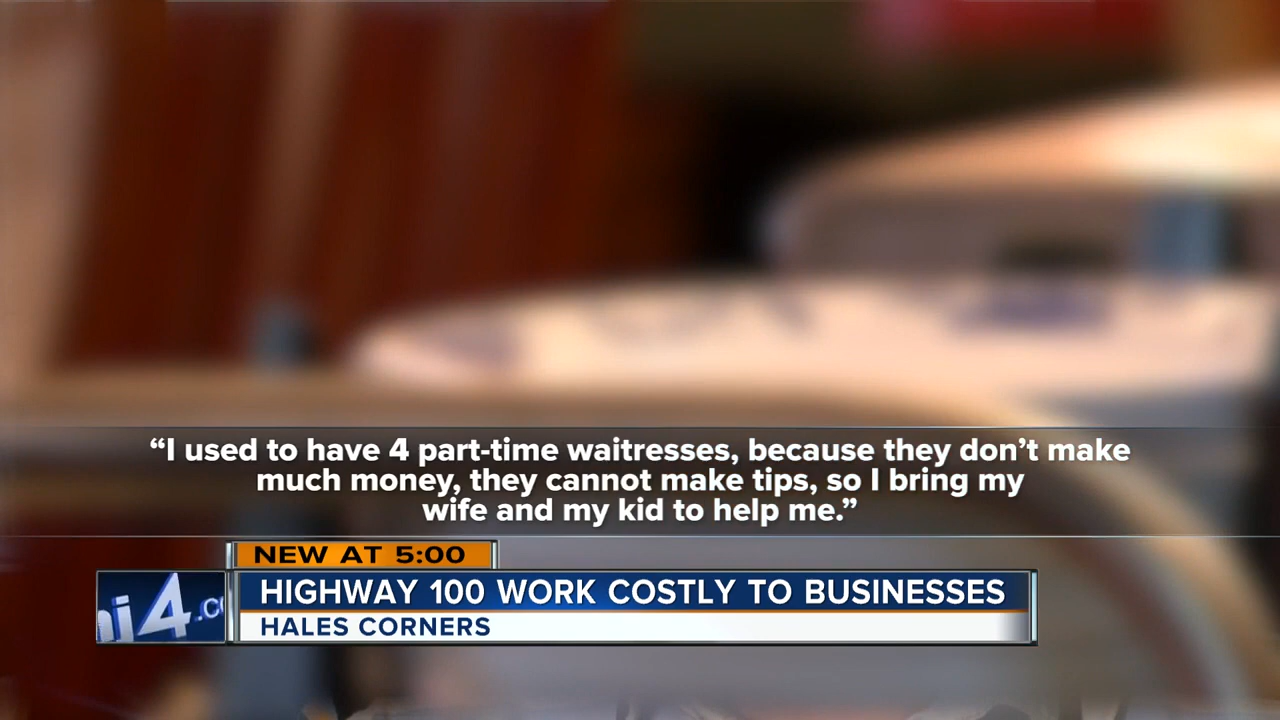 “I used to have 4 part-time waitresses, because they don’t make
much money, they cannot make tips, so I bring my
wife and my kid to help me.”
NEW AT 5:00
HIGHWAY 100 WORK COSTLY TO BUSINESSES
HALES CORNERS